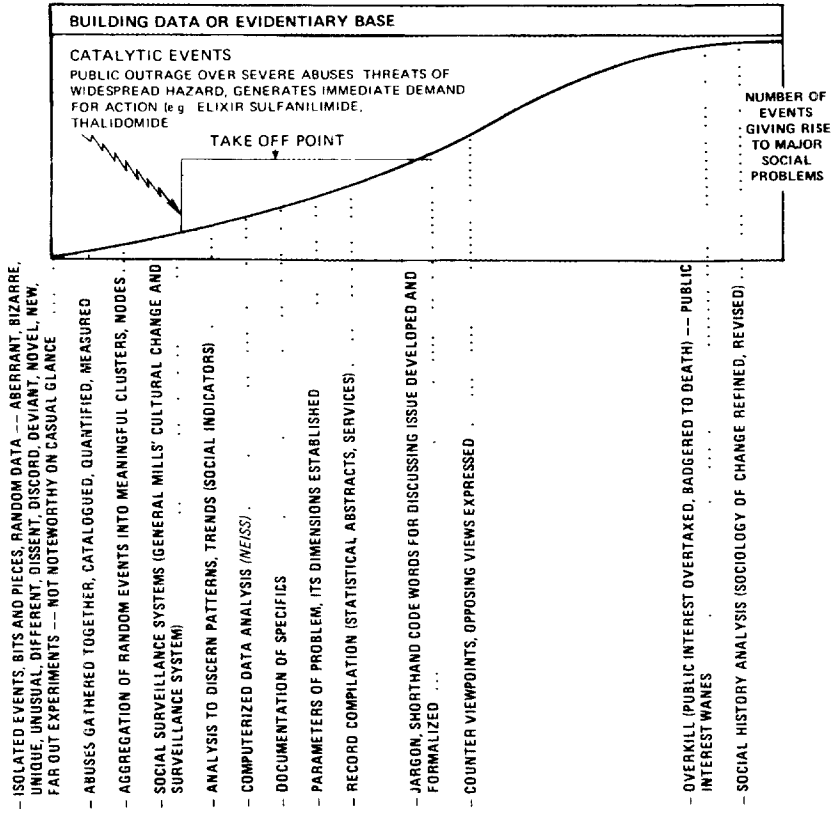 BUILDING DATA OR EVIDENTIARY BASE
CATALYTIC EVENTS
PUBLIC OUTRAGE OVER SEVERE ABUSES THREATS OF
WIDESPREAD HAZARD, GENERATES IMMEDIATE DEMAND
FOR ACTION (e g ELIXIR SULFANILIMIDE,
THALIDOMIDE
TAKE OFF POINT
NUMBER OF
EVENTS
GIVING RISE
TO MAJOR
SOCIAL
PROBLEMS
– ISOLATED EVENTS, BITS AND PIECES, RANDOM DATA –– ABERRANT, BIZARRE,
UNIQUE, UNUSUAL, DIFFERENT, DISSENT, DISCORD, DEVIANT, NOVEL, NEW,
FAR OUT EXPERIMENTS –– NOT NOTEWORTHY ON CASUAL GLANCE ...
– ABUSES GATHERED TOGETHER, CATALOGUED, QUANTIFIED, MEASURED
– AGGREGATION OF RANDOM EVENTS INTO MEANINGFUL CLUSTERS, NODES ...
– SOCIAL SURVEILLANCE SYSTEMS (GENERAL MILLS' CULTURAL CHANGE AND
SURVEILLANCE SYSTEM)
– ANALYSIS TO DISCERN PATTERNS, TRENDS (SOCIAL INDICATORS) .
– COMPUTERIZED DATA ANALYSIS (NEISS) .
– DOCUMENTATION OF SPECIFICS
– PARAMETERS OF PROBLEM, ITS DIMENSIONS ESTABLISHED
– RECORD COMPILATION (STATISTICAL ABSTRACTS, SERVICES) .
– JARGON, SHORTHAND CODE WORDS FOR DISCUSSING ISSUE DEVELOPED AND
FORMALIZED ...
– COUNTER VIEWPOINTS, OPPOSING VIEWS EXPRESSED .
– OVERKILL (PUBLIC INTEREST OVERTAXED, BADGERED TO DEATH) –– PUBLIC
INTEREST WANES
– SOCIAL HISTORY ANALYSIS (SOCIOLOGY OF CHANGE REFINED, REVISED) ...